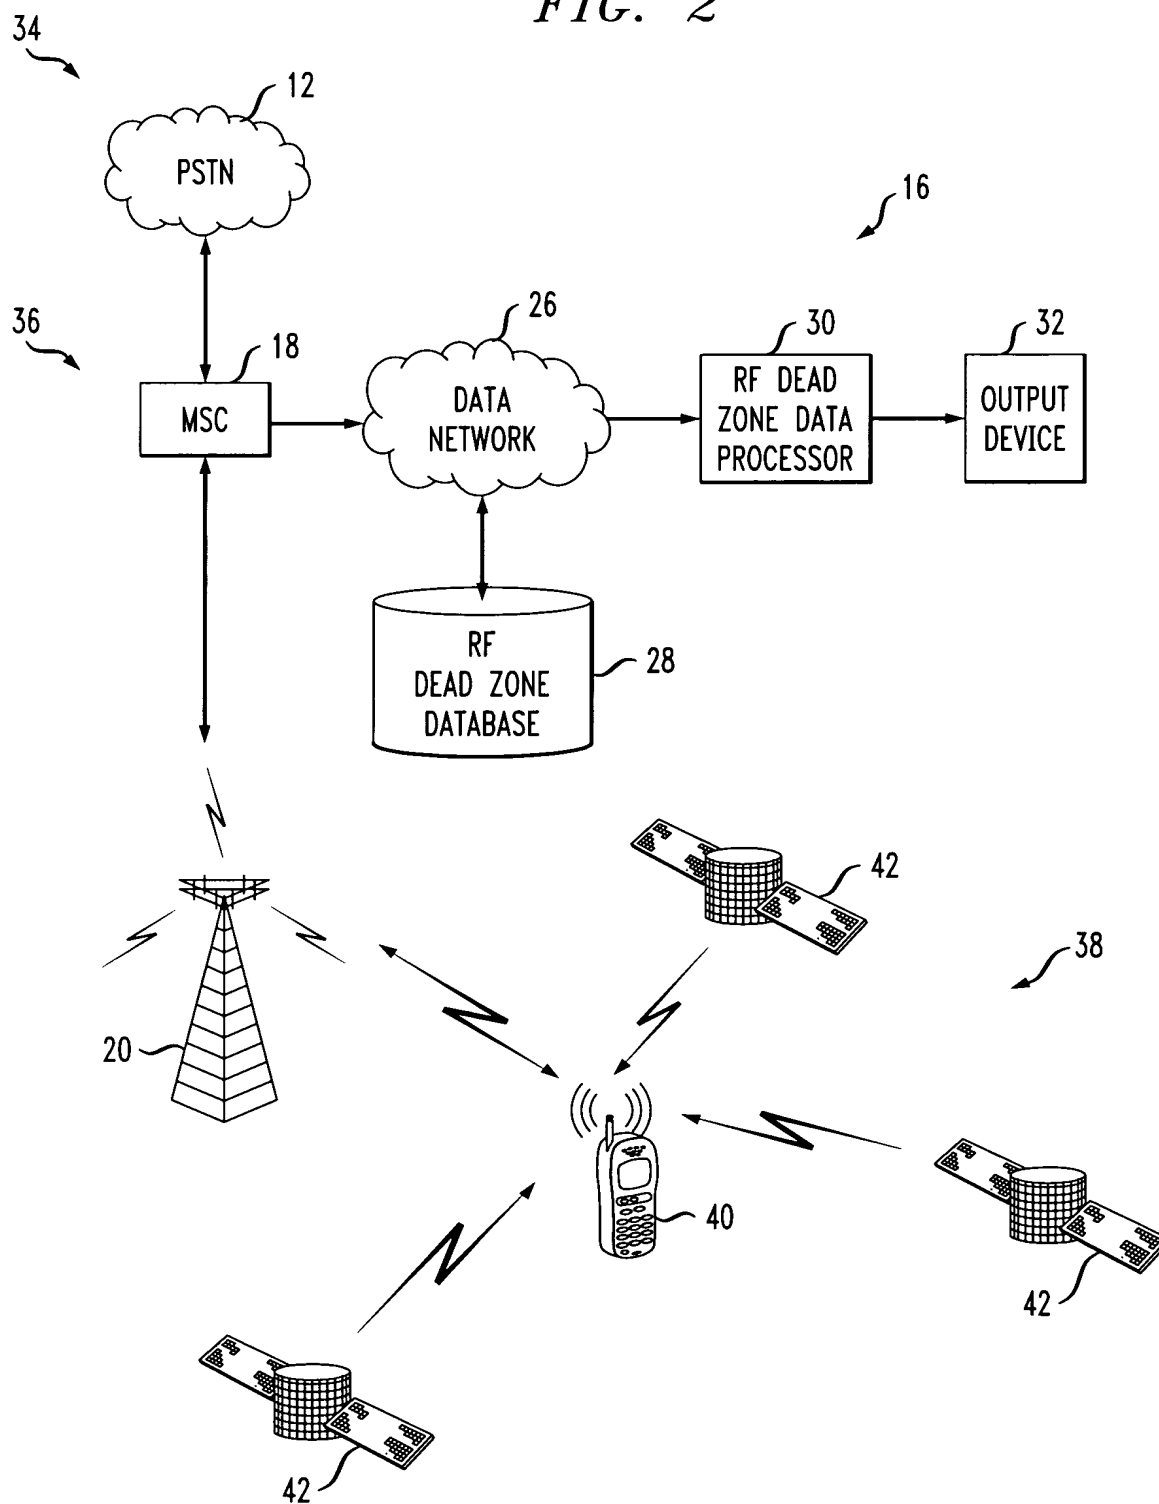 FIG. 2
34
12
PSTN
16
36
18
MSC
26
DATA
NETWORK
30
RF DEAD
ZONE DATA
PROCESSOR
32
OUTPUT
DEVICE
RF
DEAD ZONE
DATABASE
28
42
38
20
40
42
42